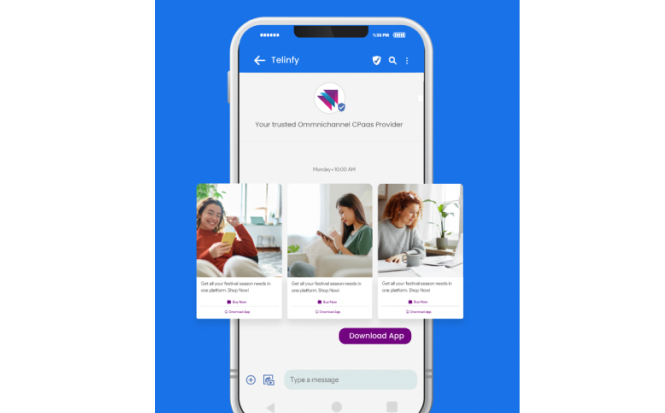 1:30 PM
Telinfy
Your trusted Ommnichannel CPaas Provider
Monday • 10:00 AM
Get all your festival season needs in
one platform. Shop Now!
Buy Now
Download App
Get all your festival season needs in
one platform. Shop Now!
Buy Now
Download App
Get all your festival season needs in
one platform. Shop Now!
Buy Now
Download App
Download App
Type a message